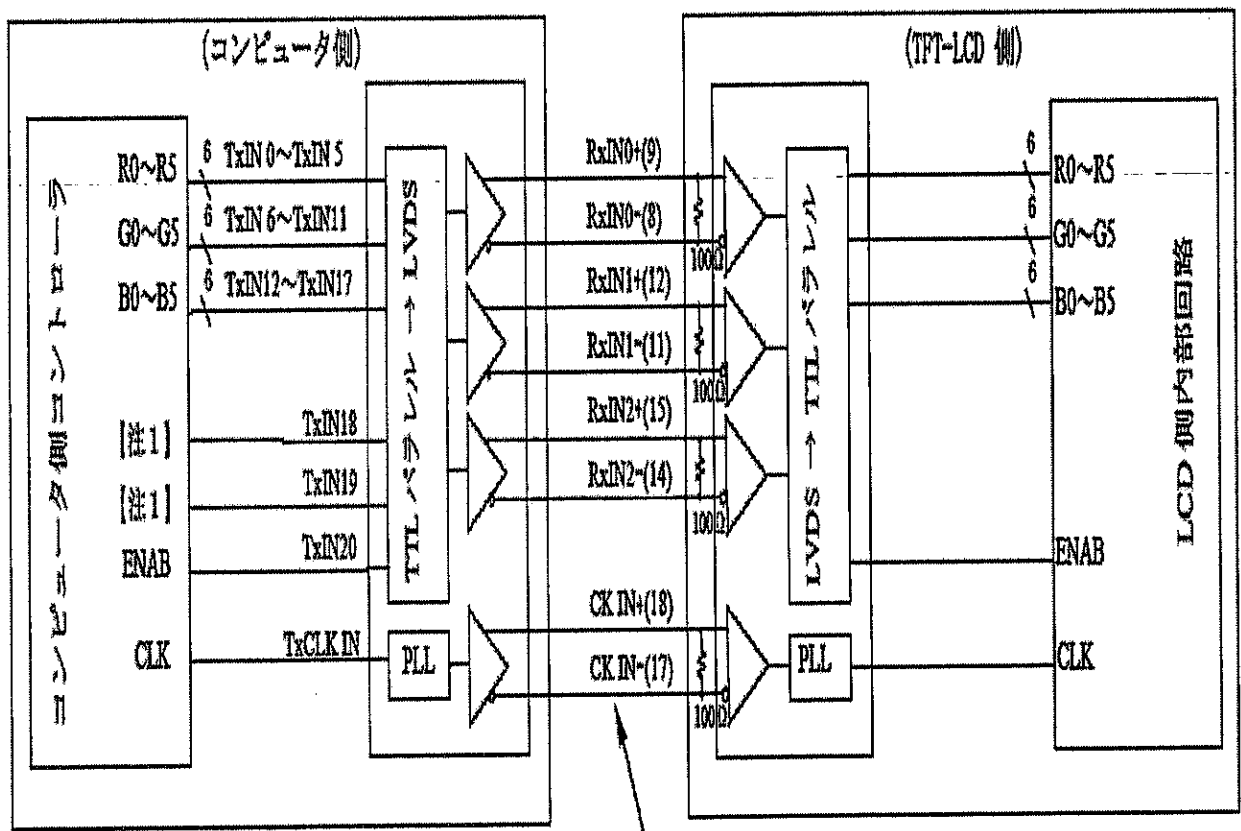 (コンピュータ側)
(TFT-LCD 側)
コンピュータ側コントローラ
R0～R5
6
TxIN 0～TxIN 5
G0～G5
6
TxIN 6～TxIN11
B0～B5
6
TxIN12～TxIN17
【注1】
TxIN18
【注1】
TxIN19
ENAB
TxIN20
CLK
TxCLK IN
TTL パラレル → LVDS
PLL
RxIN0+(9)
RxIN0-(8)
100Ω
RxIN1+(12)
RxIN1-(11)
100Ω
RxIN2+(15)
RxIN2-(14)
100Ω
CK IN+(18)
CK IN-(17)
100Ω
LVDS → TTL パラレル
PLL
6
R0～R5
6
G0～G5
6
B0～B5
ENAB
CLK
LCD 側内部回路